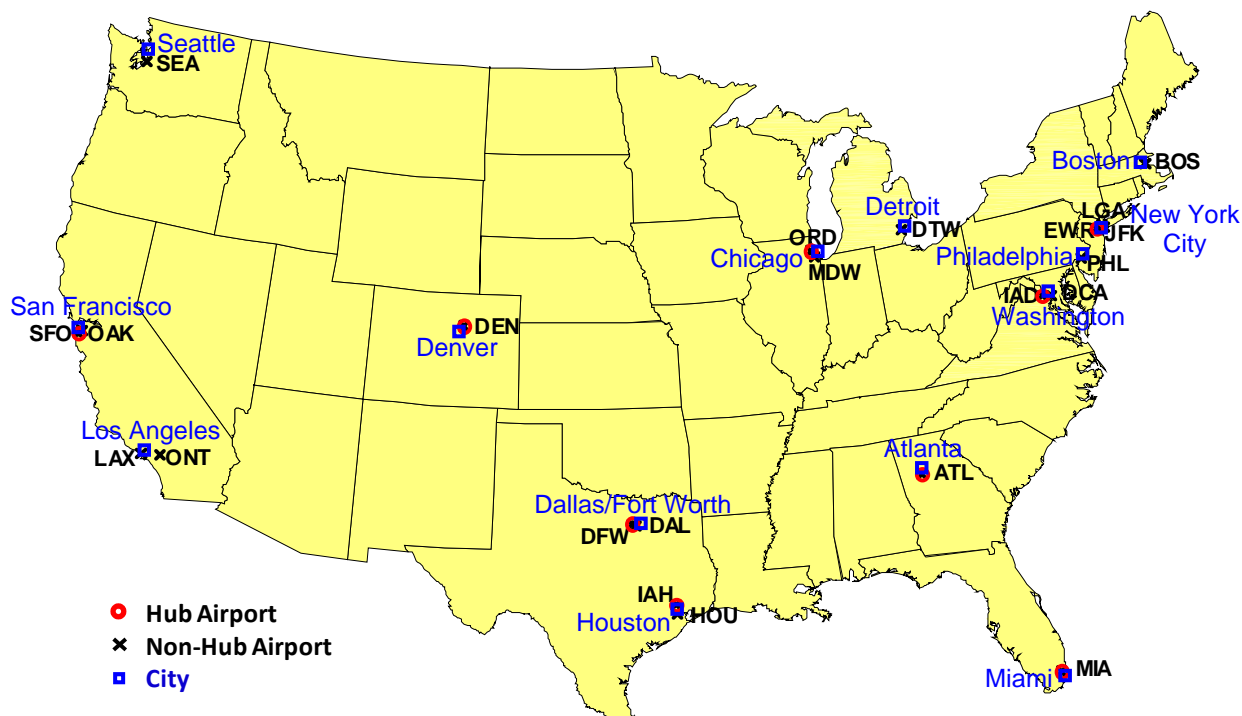 Seattle
SEA
Boston
BOS
Detroit
DTW
LGA
New York
City
EWR
JFK
ORD
Chicago
MDW
Philadelphia
PHL
IAD
DCA
Washington
San Francisco
SFO
OAK
DEN
Denver
Los Angeles
LAX
ONT
Atlanta
ATL
Dallas/Fort Worth
DFW
DAL
IAH
Houston
HOU
Miami
MIA
Hub Airport
Non-Hub Airport
City